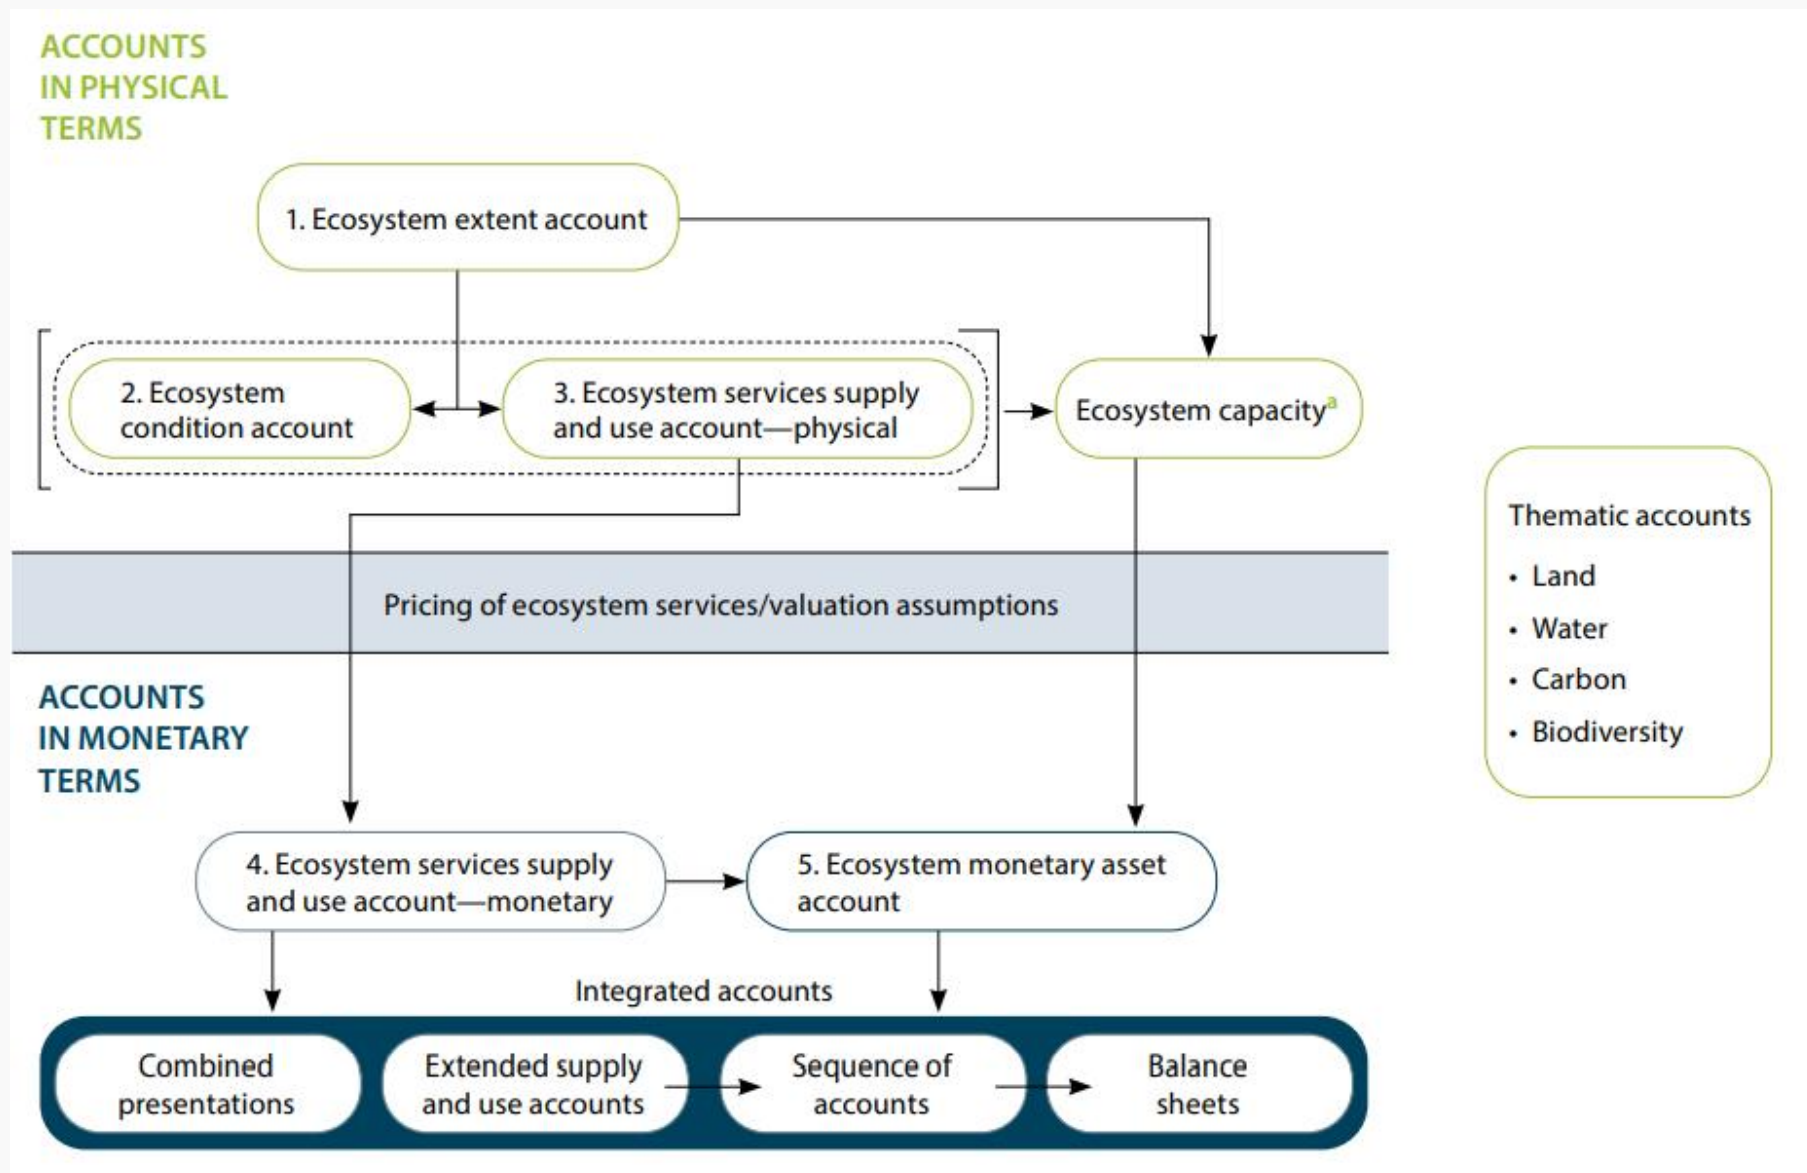 ACCOUNTS
IN PHYSICAL
TERMS
1. Ecosystem extent account
2. Ecosystem
condition account
3. Ecosystem services supply
and use account—physical
Ecosystem capacityª
Thematic accounts
• Land
• Water
• Carbon
• Biodiversity
Pricing of ecosystem services/valuation assumptions
ACCOUNTS
IN MONETARY
TERMS
4. Ecosystem services supply
and use account—monetary
5. Ecosystem monetary asset
account
Integrated accounts
Combined
presentations
Extended supply
and use accounts
Sequence of
accounts
Balance
sheets